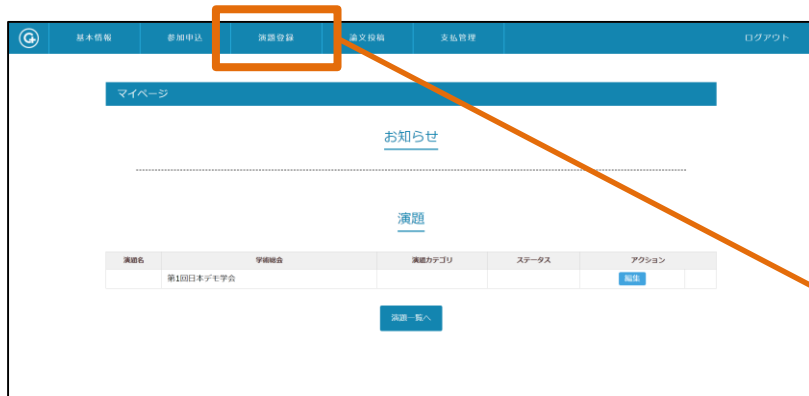 基本情報 参加申込 演題登録 論文投稿 支払管理 ログアウト
マイページ
お知らせ
演題
演題名 学術総会 演題カテゴリ ステータス アクション
第1回日本デモ学会 編集
演題一覧へ